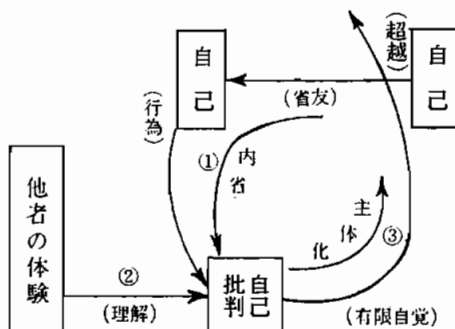 自己
自己
(超越)
(省友)
(行為)
①
内省
他者の体験
②
(理解)
自己
批判
主体化
③
(有限自覚)